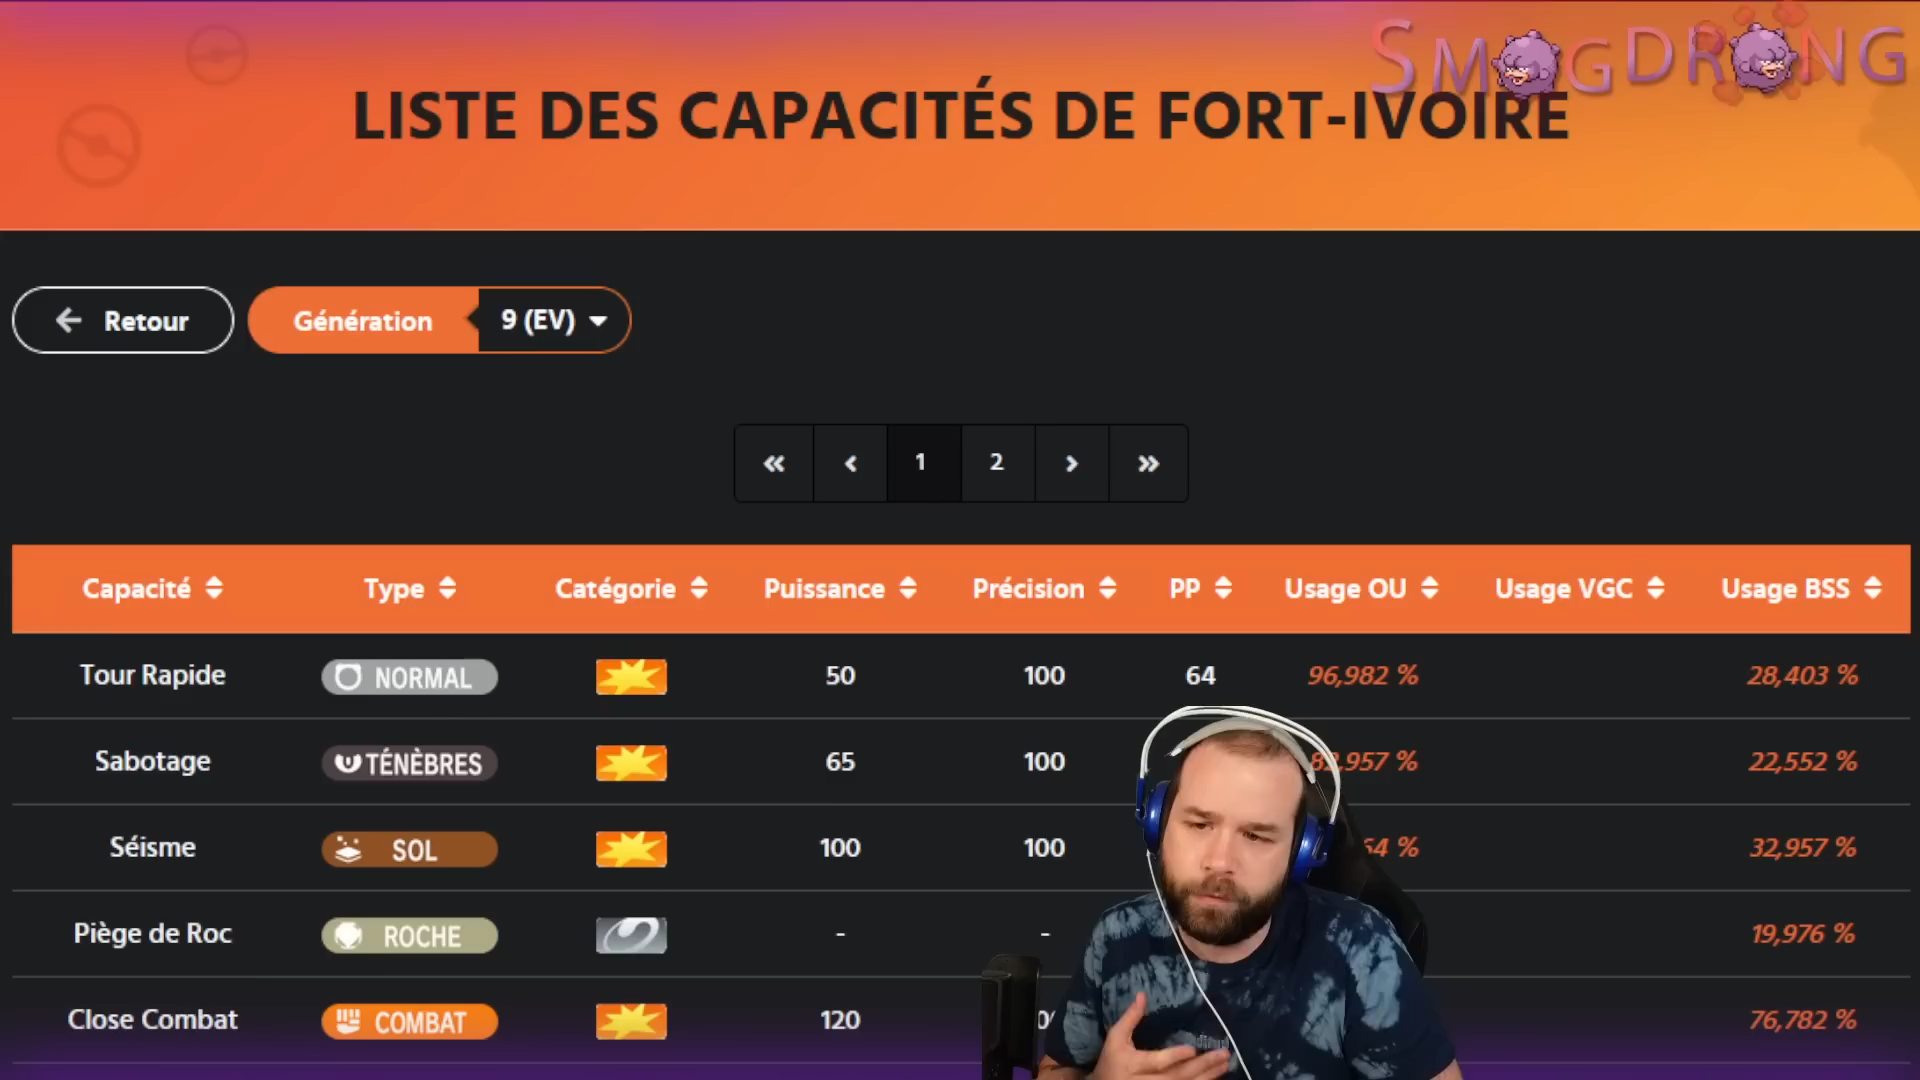 SMOGDRONG
LISTE DES CAPACITÉS DE FORT-IVOIRE
Retour
Génération 9 (EV)
« ‹ 1 2 › »
Capacité Type Catégorie Puissance Précision PP Usage OU Usage VGC Usage BSS
Tour Rapide NORMAL 50 100 64 96,982 % 28,403 %
Sabotage TÉNÈBRES 65 100 22,552 %
Séisme SOL 100 100 32,957 %
Piège de Roc ROCHE - - 19,976 %
Close Combat COMBAT 120 76,782 %